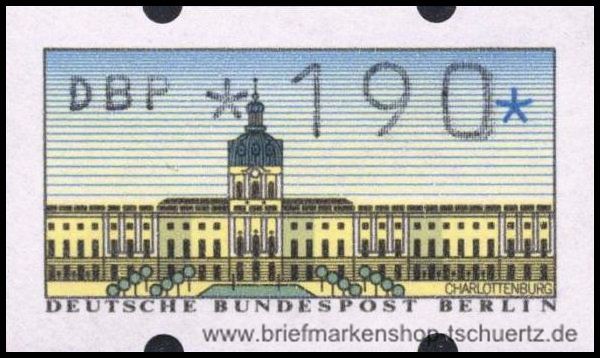 DBP *190*
CHARLOTTENBURG
DEUTSCHE BUNDESPOST BERLIN
www.briefmarkenshop-tschuertz.de